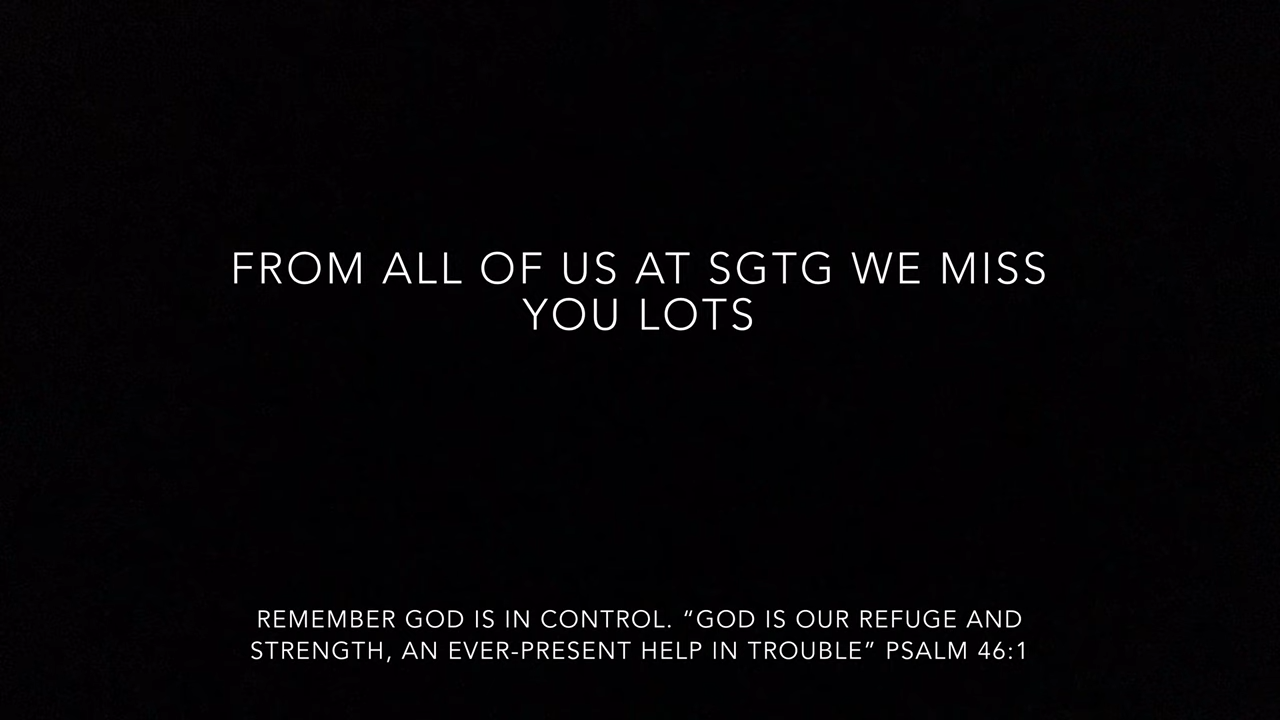 FROM ALL OF US AT SGTG WE MISS
YOU LOTS
REMEMBER GOD IS IN CONTROL. “GOD IS OUR REFUGE AND
STRENGTH, AN EVER-PRESENT HELP IN TROUBLE” PSALM 46:1